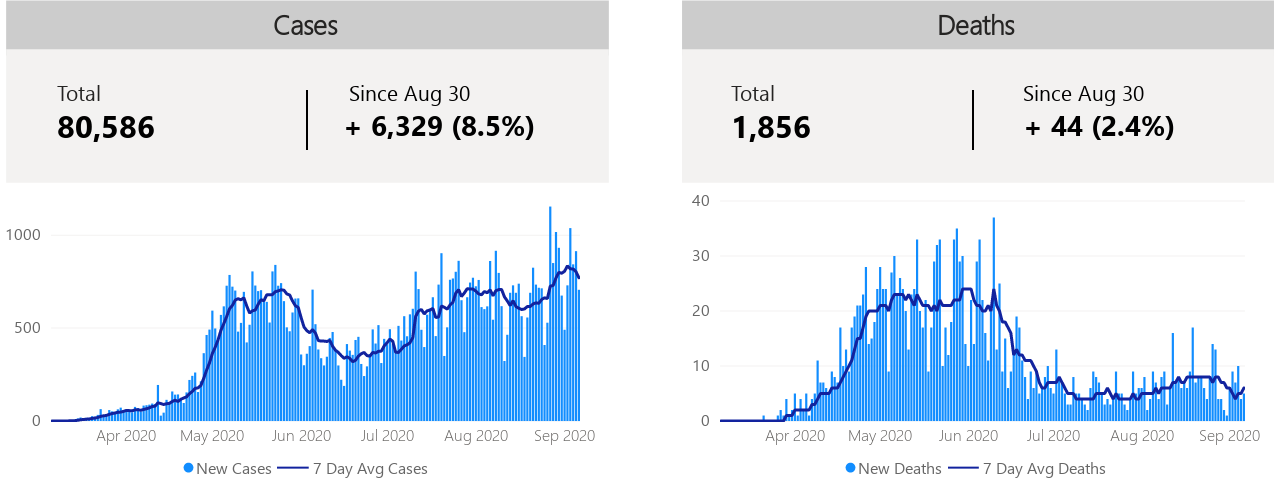 Cases
Total
80,586
Since Aug 30
+ 6,329 (8.5%)
1000
500
0
Apr 2020 May 2020 Jun 2020 Jul 2020 Aug 2020 Sep 2020
New Cases 7 Day Avg Cases
Deaths
Total
1,856
Since Aug 30
+ 44 (2.4%)
40
30
20
10
0
Apr 2020 May 2020 Jun 2020 Jul 2020 Aug 2020 Sep 2020
New Deaths 7 Day Avg Deaths